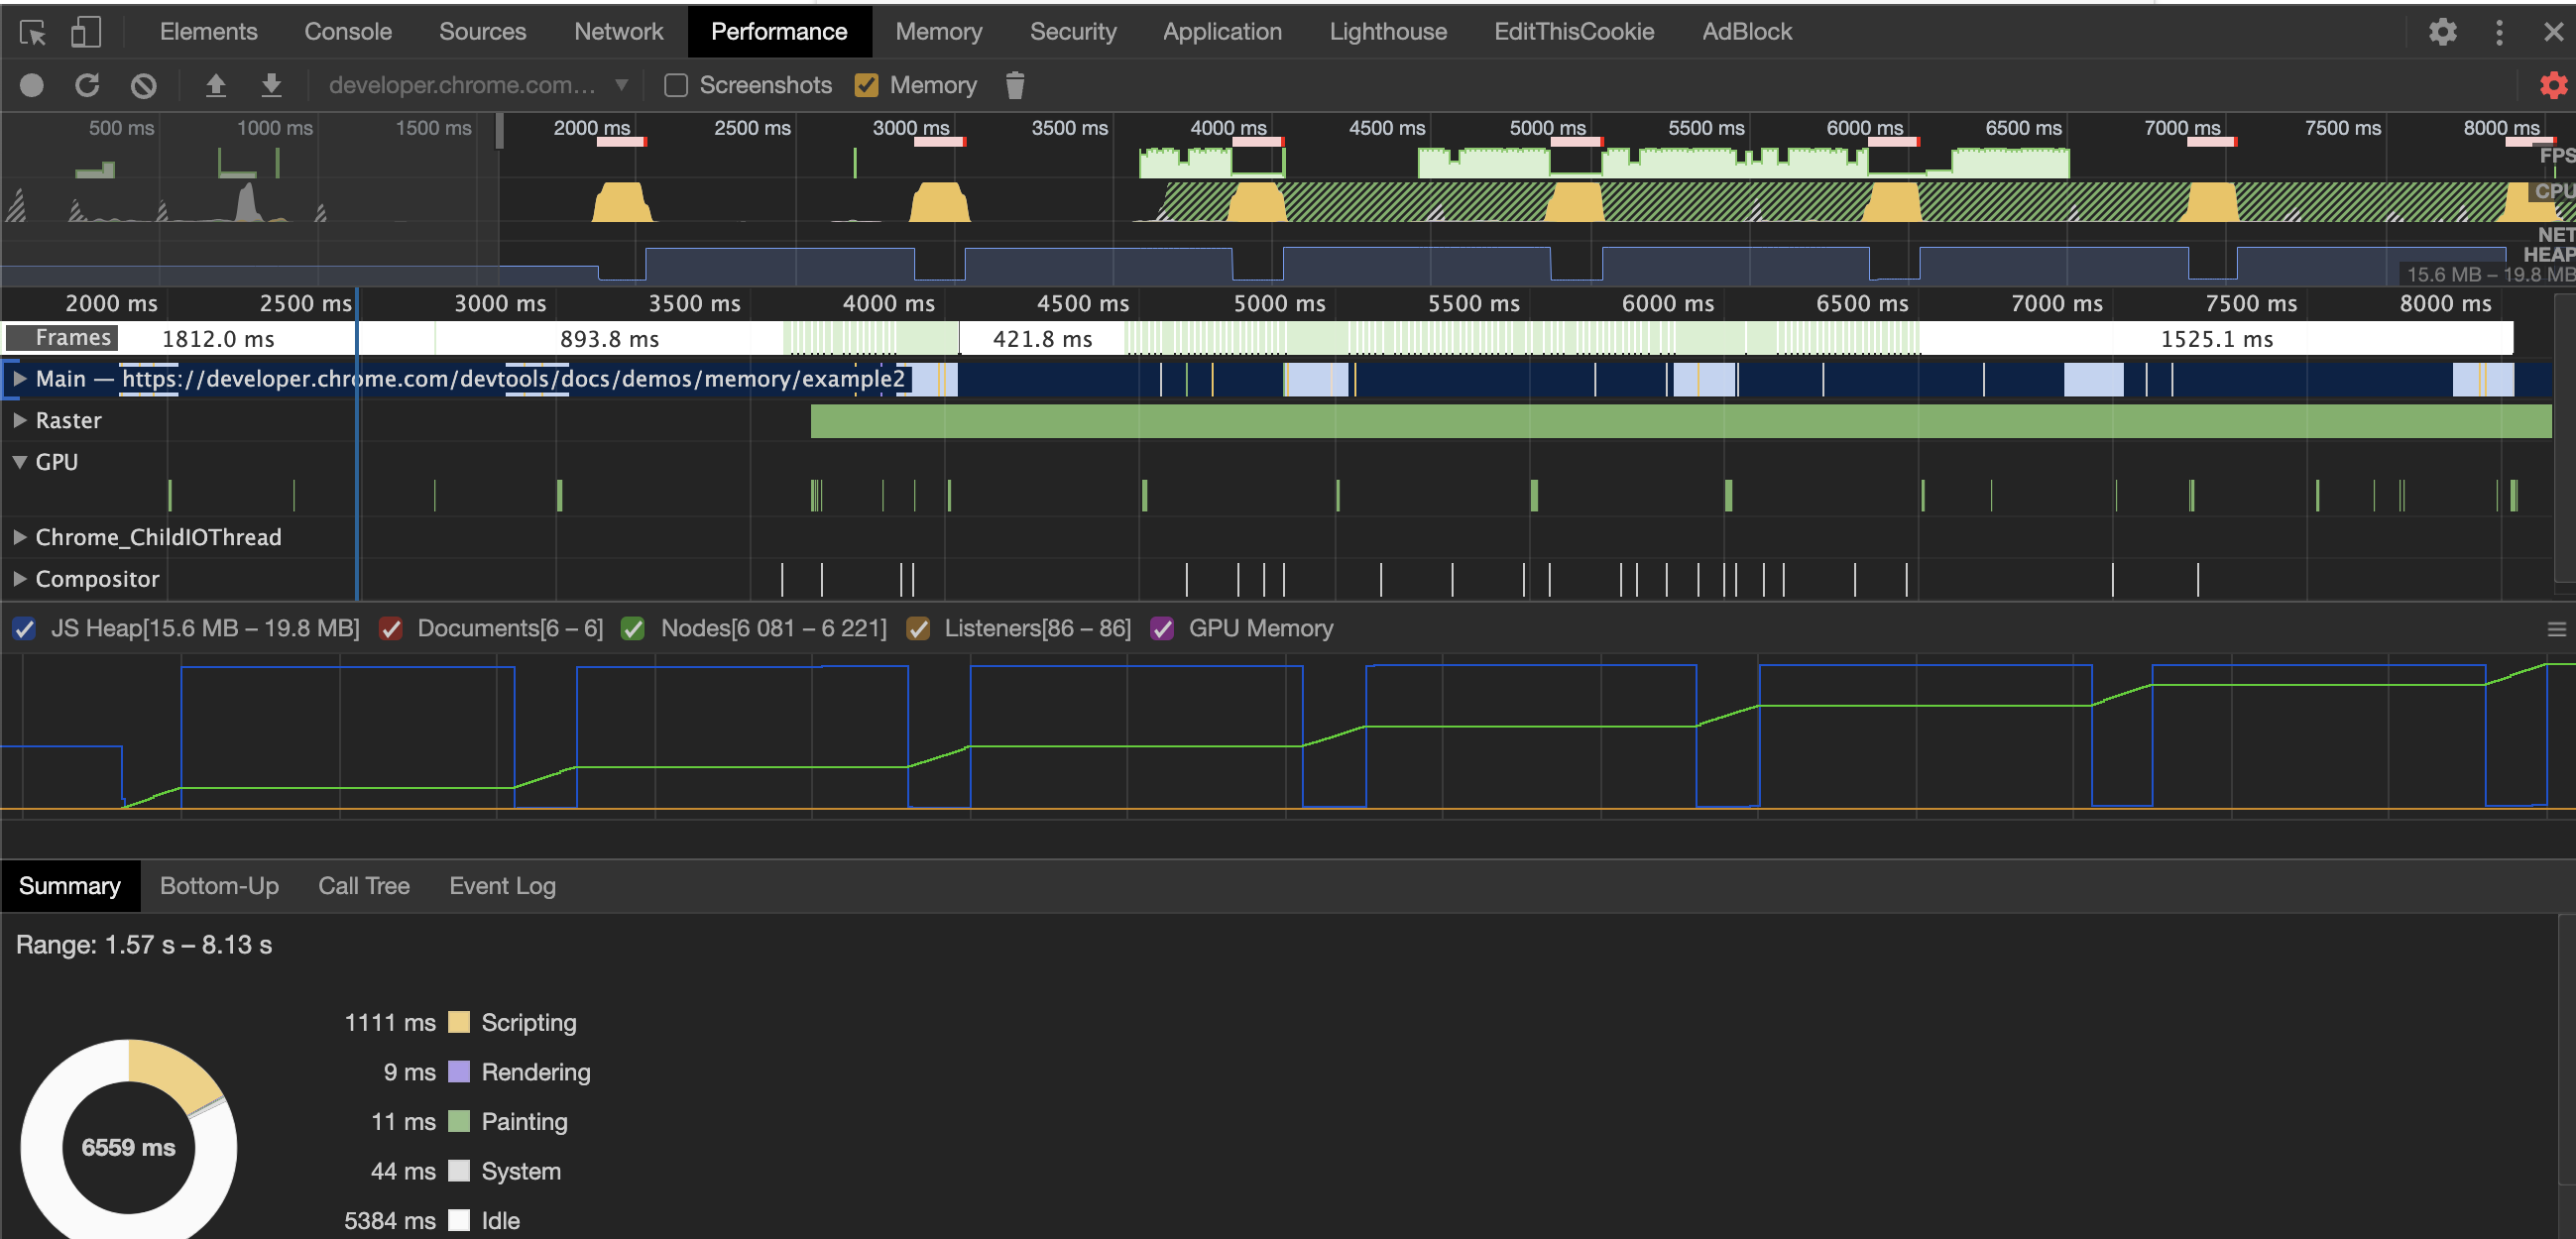 Elements Console Sources Network Performance Memory Security Application Lighthouse EditThisCookie AdBlock
developer.chrome.com… Screenshots Memory
500 ms 1000 ms 1500 ms 2000 ms 2500 ms 3000 ms 3500 ms 4000 ms 4500 ms 5000 ms 5500 ms 6000 ms 6500 ms 7000 ms 7500 ms 8000 ms
FPS
CPU
NET
HEAP
15.6 MB – 19.8 MB
2000 ms 2500 ms 3000 ms 3500 ms 4000 ms 4500 ms 5000 ms 5500 ms 6000 ms 6500 ms 7000 ms 7500 ms 8000 ms
Frames 1812.0 ms 893.8 ms 421.8 ms 1525.1 ms
Main — https://developer.chrome.com/devtools/docs/demos/memory/example2
Raster
GPU
Chrome_ChildIOThread
Compositor
JS Heap[15.6 MB – 19.8 MB] Documents[6 – 6] Nodes[6 081 – 6 221] Listeners[86 – 86] GPU Memory
Summary Bottom-Up Call Tree Event Log
Range: 1.57 s – 8.13 s
1111 ms Scripting
9 ms Rendering
11 ms Painting
6559 ms
44 ms System
5384 ms Idle